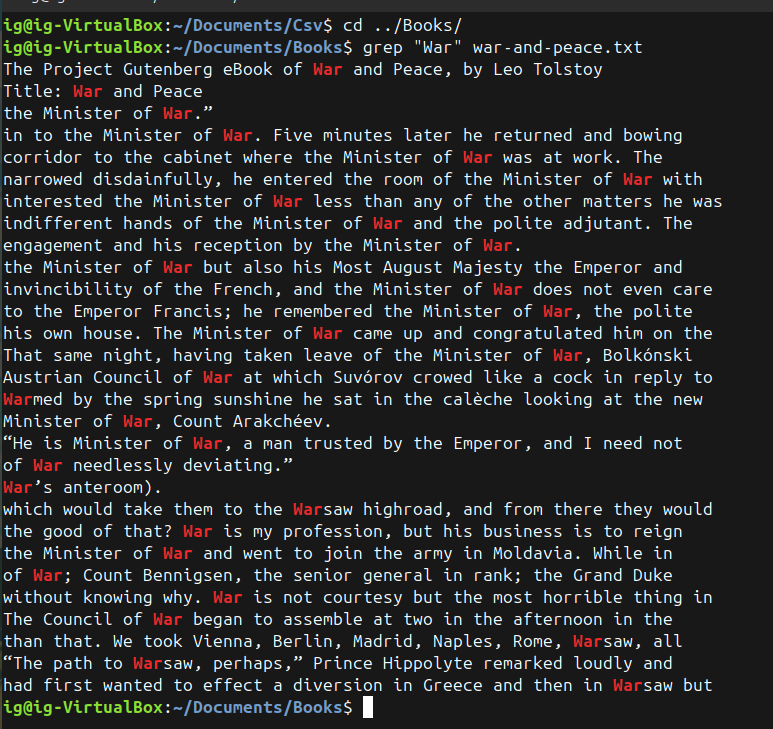 ig@ig-VirtualBox:~/Documents/Csv$ cd ../Books/
ig@ig-VirtualBox:~/Documents/Books$ grep "War" war-and-peace.txt
The Project Gutenberg eBook of War and Peace, by Leo Tolstoy
Title: War and Peace
the Minister of War.”
in to the Minister of War. Five minutes later he returned and bowing
corridor to the cabinet where the Minister of War was at work. The
narrowed disdainfully, he entered the room of the Minister of War with
interested the Minister of War less than any of the other matters he was
indifferent hands of the Minister of War and the polite adjutant. The
engagement and his reception by the Minister of War.
the Minister of War but also his Most August Majesty the Emperor and
invincibility of the French, and the Minister of War does not even care
to the Emperor Francis; he remembered the Minister of War, the polite
his own house. The Minister of War came up and congratulated him on the
That same night, having taken leave of the Minister of War, Bolkónski
Austrian Council of War at which Suvórov crowed like a cock in reply to
Warmed by the spring sunshine he sat in the calèche looking at the new
Minister of War, Count Arakchéev.
“He is Minister of War, a man trusted by the Emperor, and I need not
of War needlessly deviating.”
War’s anteroom).
which would take them to the Warsaw highroad, and from there they would
the good of that? War is my profession, but his business is to reign
the Minister of War and went to join the army in Moldavia. While in
of War; Count Bennigsen, the senior general in rank; the Grand Duke
without knowing why. War is not courtesy but the most horrible thing in
The Council of War began to assemble at two in the afternoon in the
than that. We took Vienna, Berlin, Madrid, Naples, Rome, Warsaw, all
“The path to Warsaw, perhaps,” Prince Hippolyte remarked loudly and
had first wanted to effect a diversion in Greece and then in Warsaw but
ig@ig-VirtualBox:~/Documents/Books$